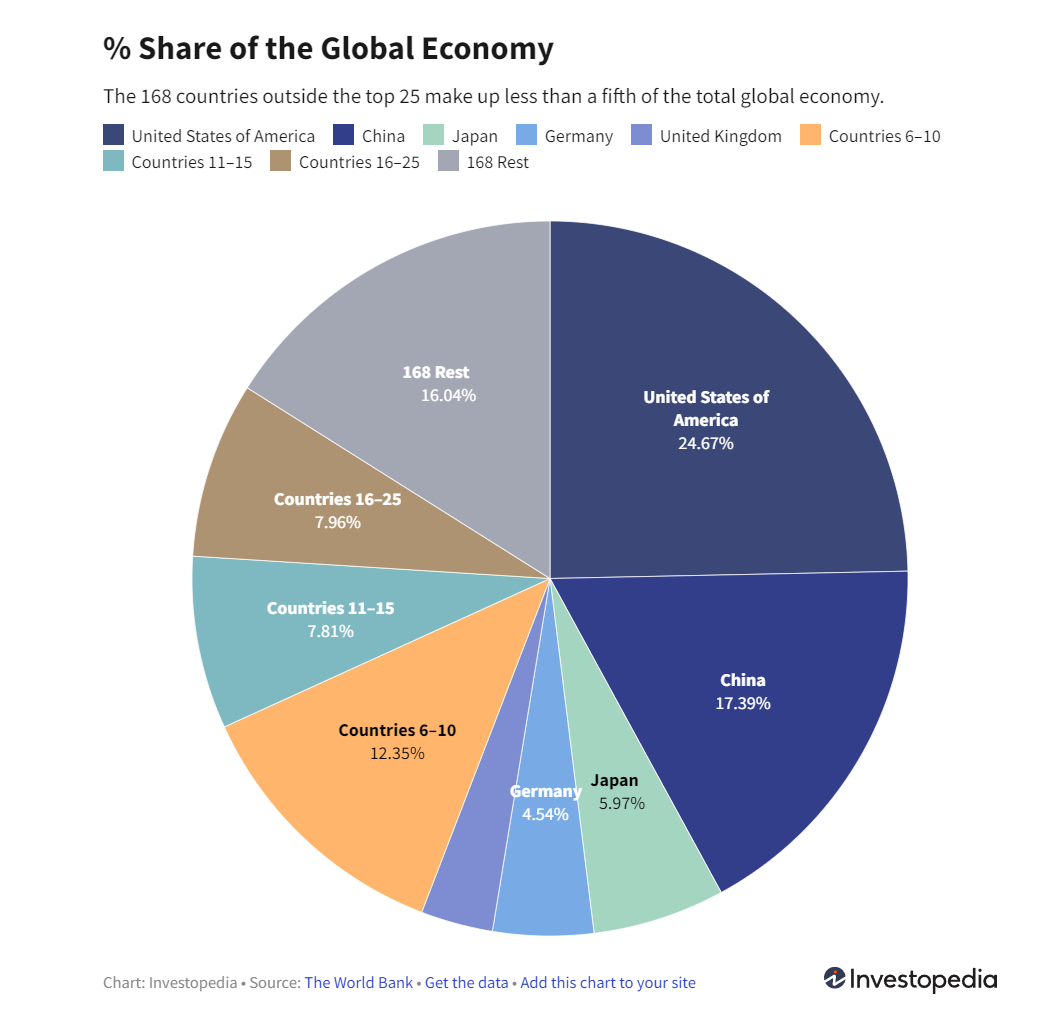 % Share of the Global Economy
The 168 countries outside the top 25 make up less than a fifth of the total global economy.
United States of America China Japan Germany United Kingdom Countries 6–10
Countries 11–15 Countries 16–25 168 Rest
168 Rest
16.04%
United States of
America
24.67%
Countries 16–25
7.96%
Countries 11–15
7.81%
China
17.39%
Countries 6–10
12.35%
Germany
4.54%
Japan
5.97%
Chart: Investopedia • Source: The World Bank • Get the data • Add this chart to your site
Investopedia